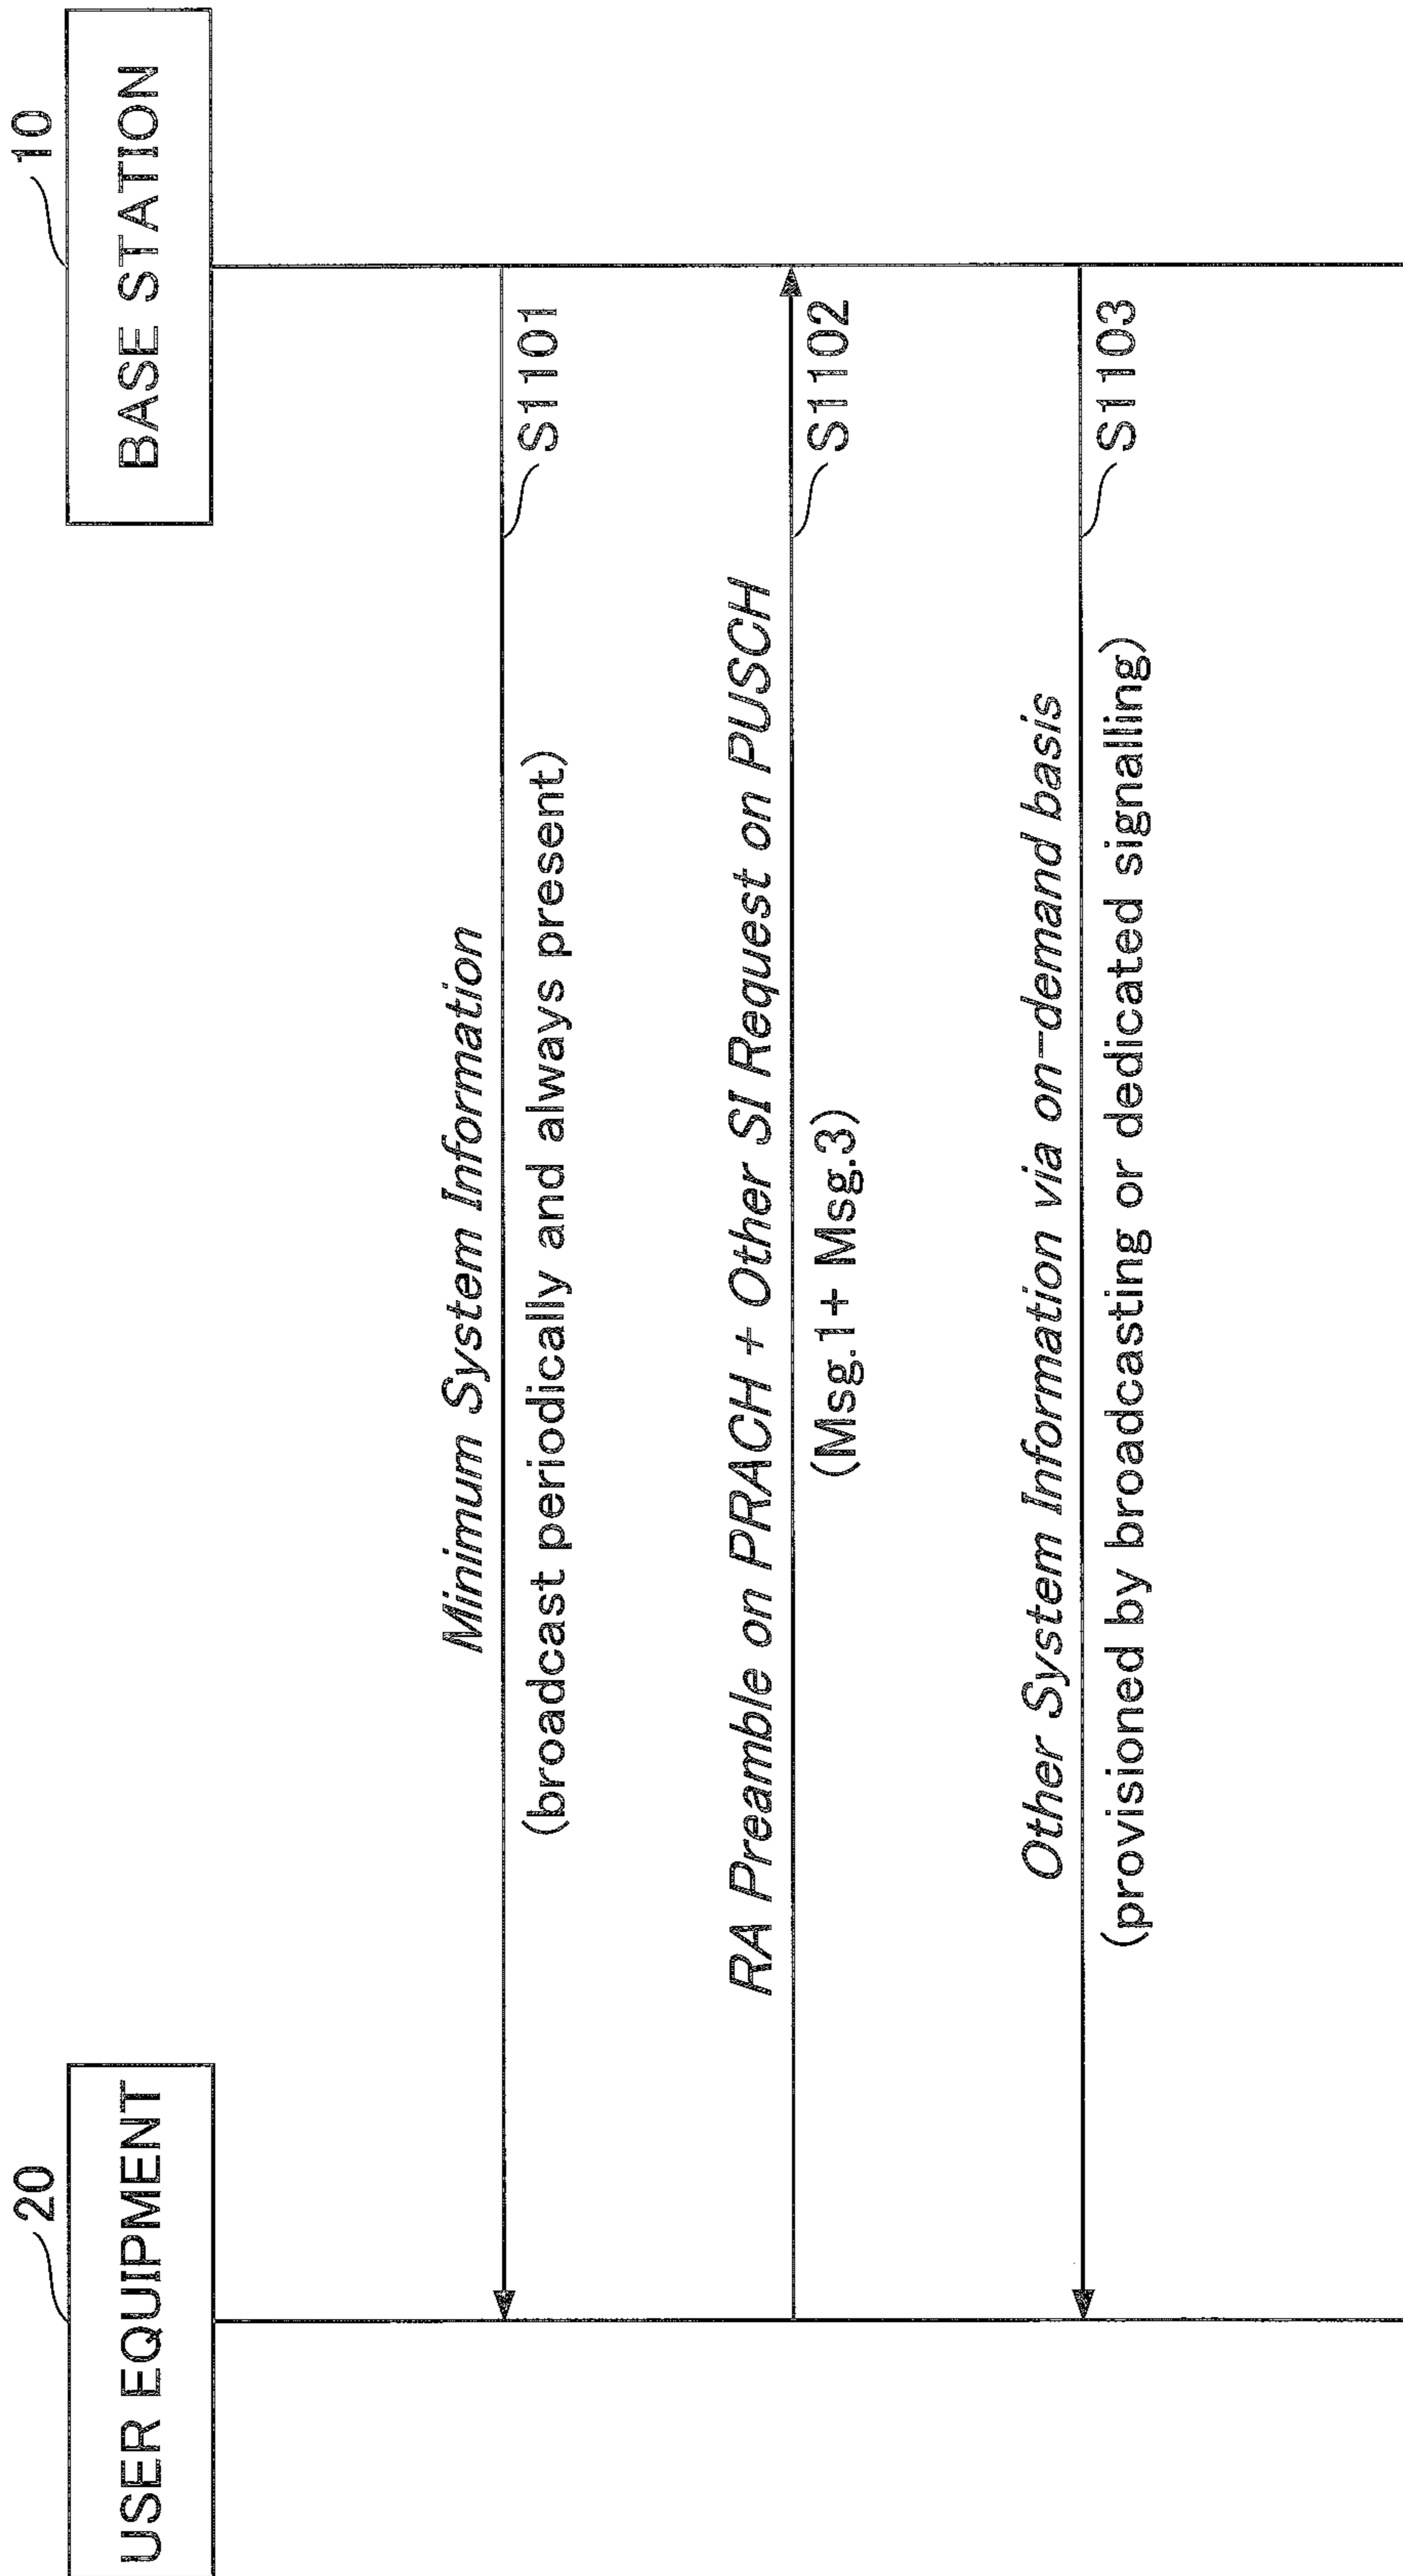 20
10
USER EQUIPMENT
BASE STATION
Minimum System Information
(broadcast periodically and always present)
S1101
RA Preamble on PRACH + Other SI Request on PUSCH
(Msg.1+ Msg.3)
S1102
Other System Information via on-demand basis
(provisioned by broadcasting or dedicated signalling)
S1103